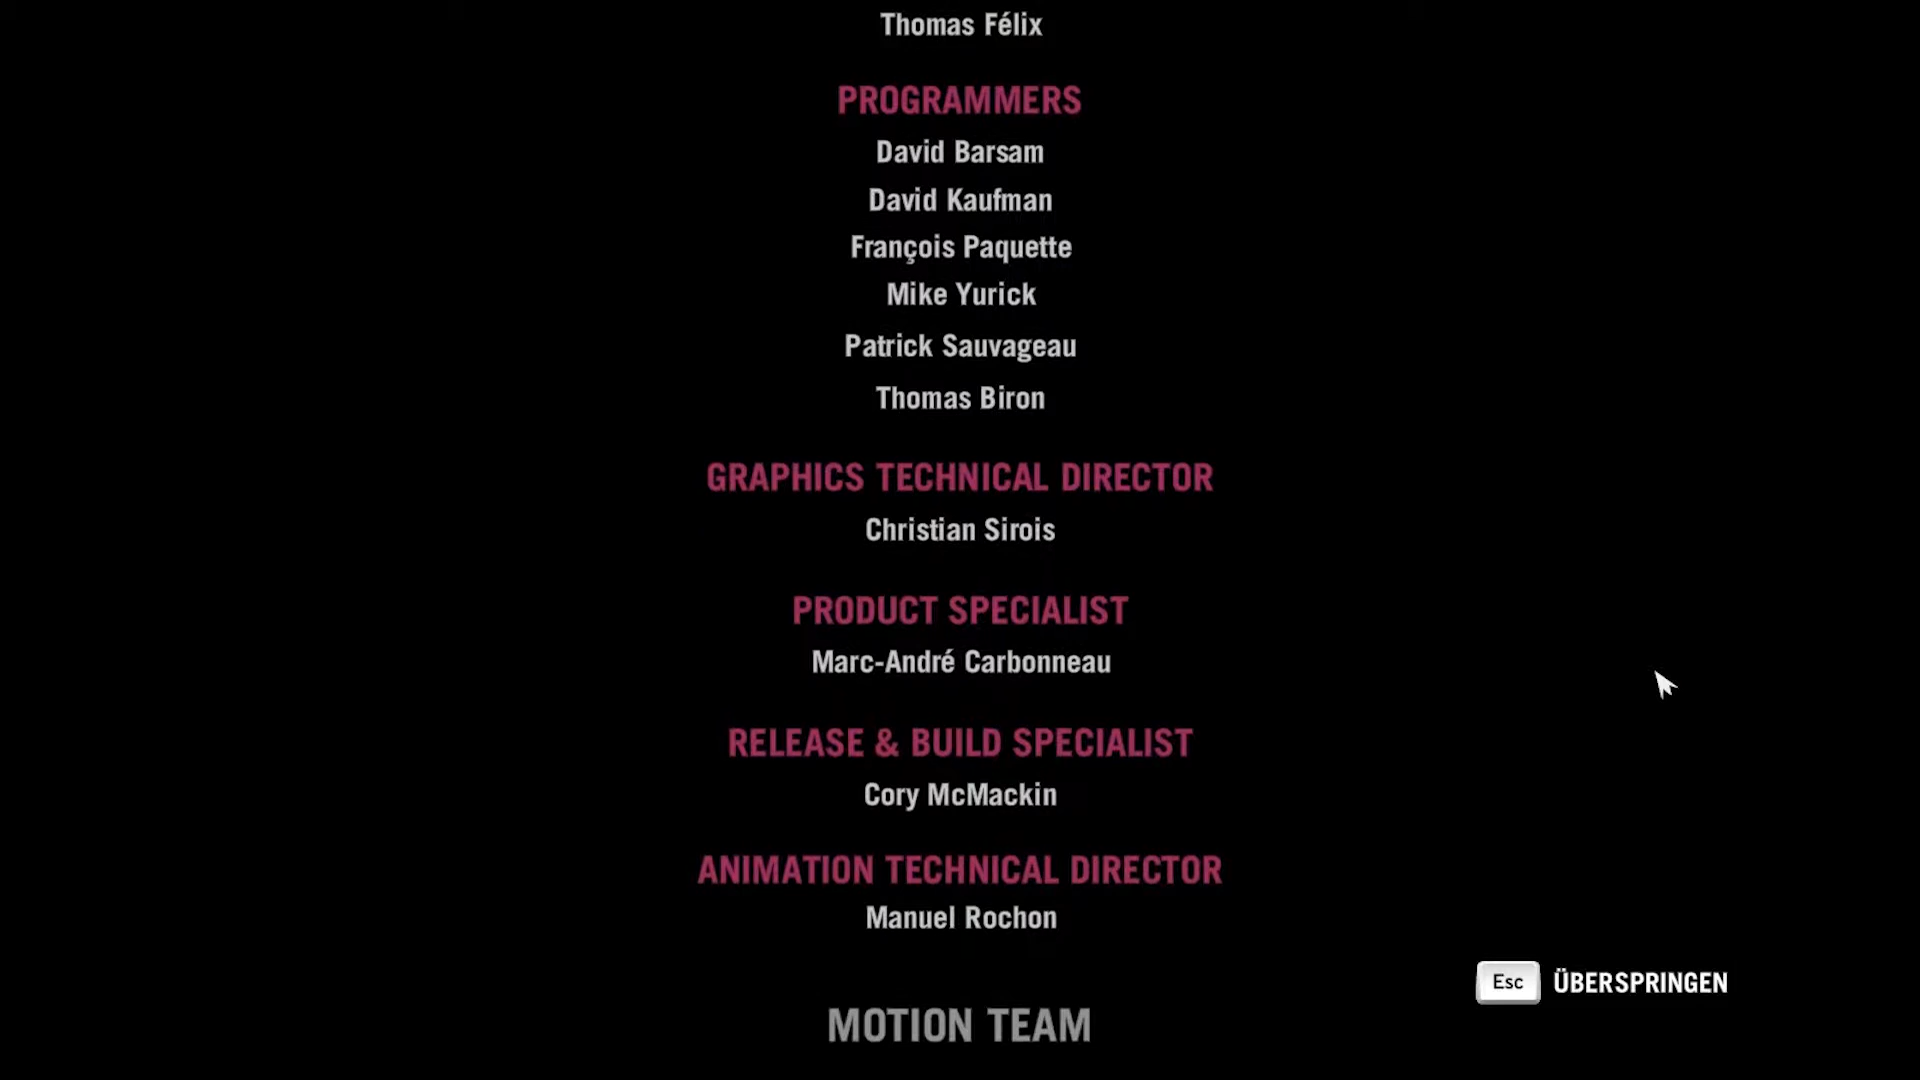 Thomas Félix
PROGRAMMERS
David Barsam
David Kaufman
François Paquette
Mike Yurick
Patrick Sauvageau
Thomas Biron
GRAPHICS TECHNICAL DIRECTOR
Christian Sirois
PRODUCT SPECIALIST
Marc-André Carbonneau
RELEASE & BUILD SPECIALIST
Cory McMackin
ANIMATION TECHNICAL DIRECTOR
Manuel Rochon
Esc ÜBERSPRINGEN
MOTION TEAM